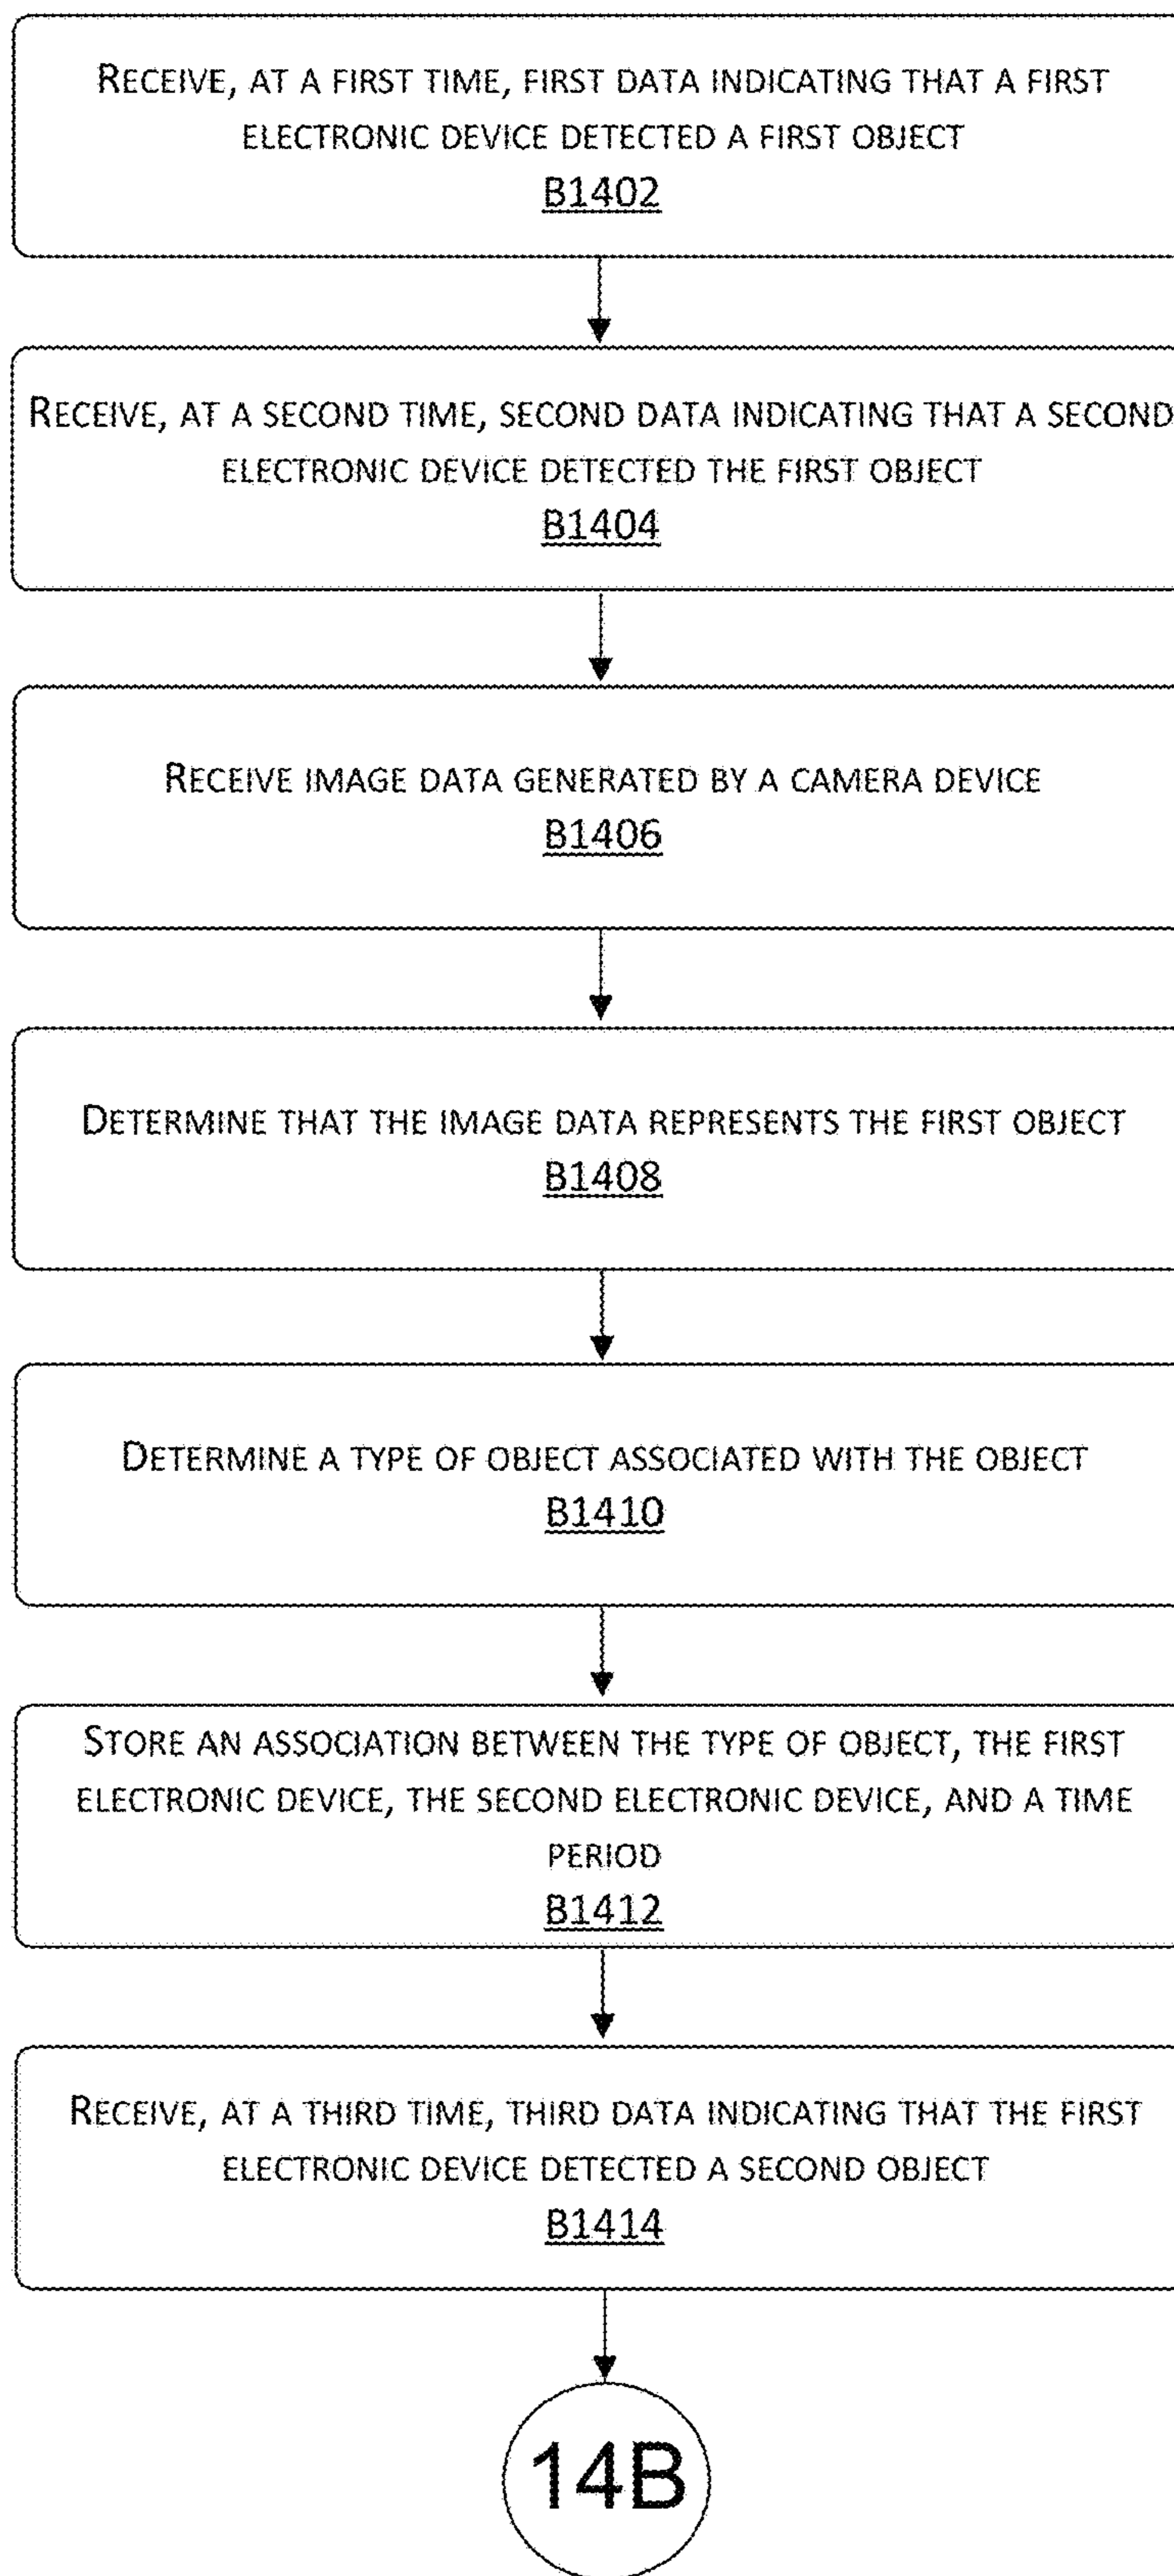 RECEIVE, AT A FIRST TIME, FIRST DATA INDICATING THAT A FIRST
ELECTRONIC DEVICE DETECTED A FIRST OBJECT
B1402
RECEIVE, AT A SECOND TIME, SECOND DATA INDICATING THAT A SECOND
ELECTRONIC DEVICE DETECTED THE FIRST OBJECT
B1404
RECEIVE IMAGE DATA GENERATED BY A CAMERA DEVICE
B1406
DETERMINE THAT THE IMAGE DATA REPRESENTS THE FIRST OBJECT
B1408
DETERMINE A TYPE OF OBJECT ASSOCIATED WITH THE OBJECT
B1410
STORE AN ASSOCIATION BETWEEN THE TYPE OF OBJECT, THE FIRST
ELECTRONIC DEVICE, THE SECOND ELECTRONIC DEVICE, AND A TIME
PERIOD
B1412
RECEIVE, AT A THIRD TIME, THIRD DATA INDICATING THAT THE FIRST
ELECTRONIC DEVICE DETECTED A SECOND OBJECT
B1414
14B